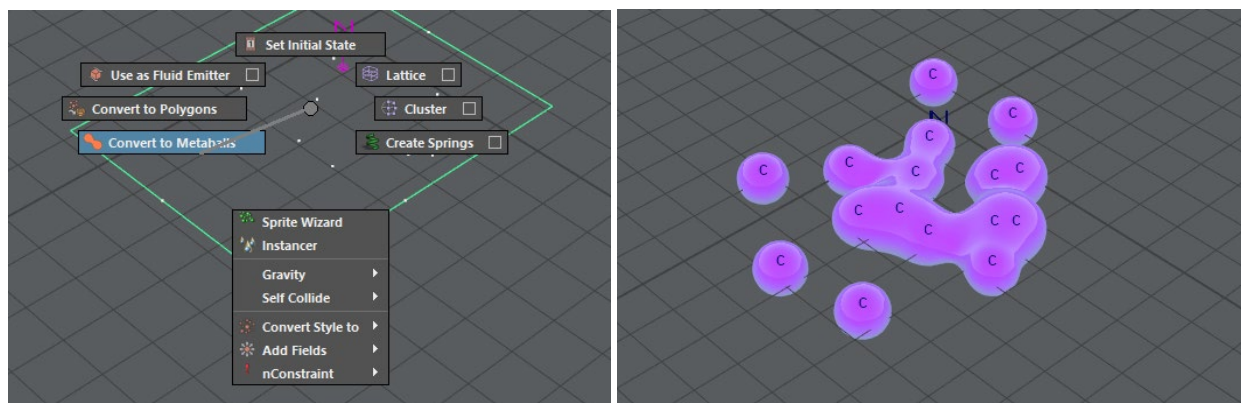 Set Initial State
Use as Fluid Emitter
Lattice
Convert to Polygons
Cluster
Convert to Metaballs
Create Springs
Sprite Wizard
Instancer
Gravity
Self Collide
Convert Style to
Add Fields
nConstraint
C
C
N
C
C
C
C
C C
C
C
C
C C
C
C
C